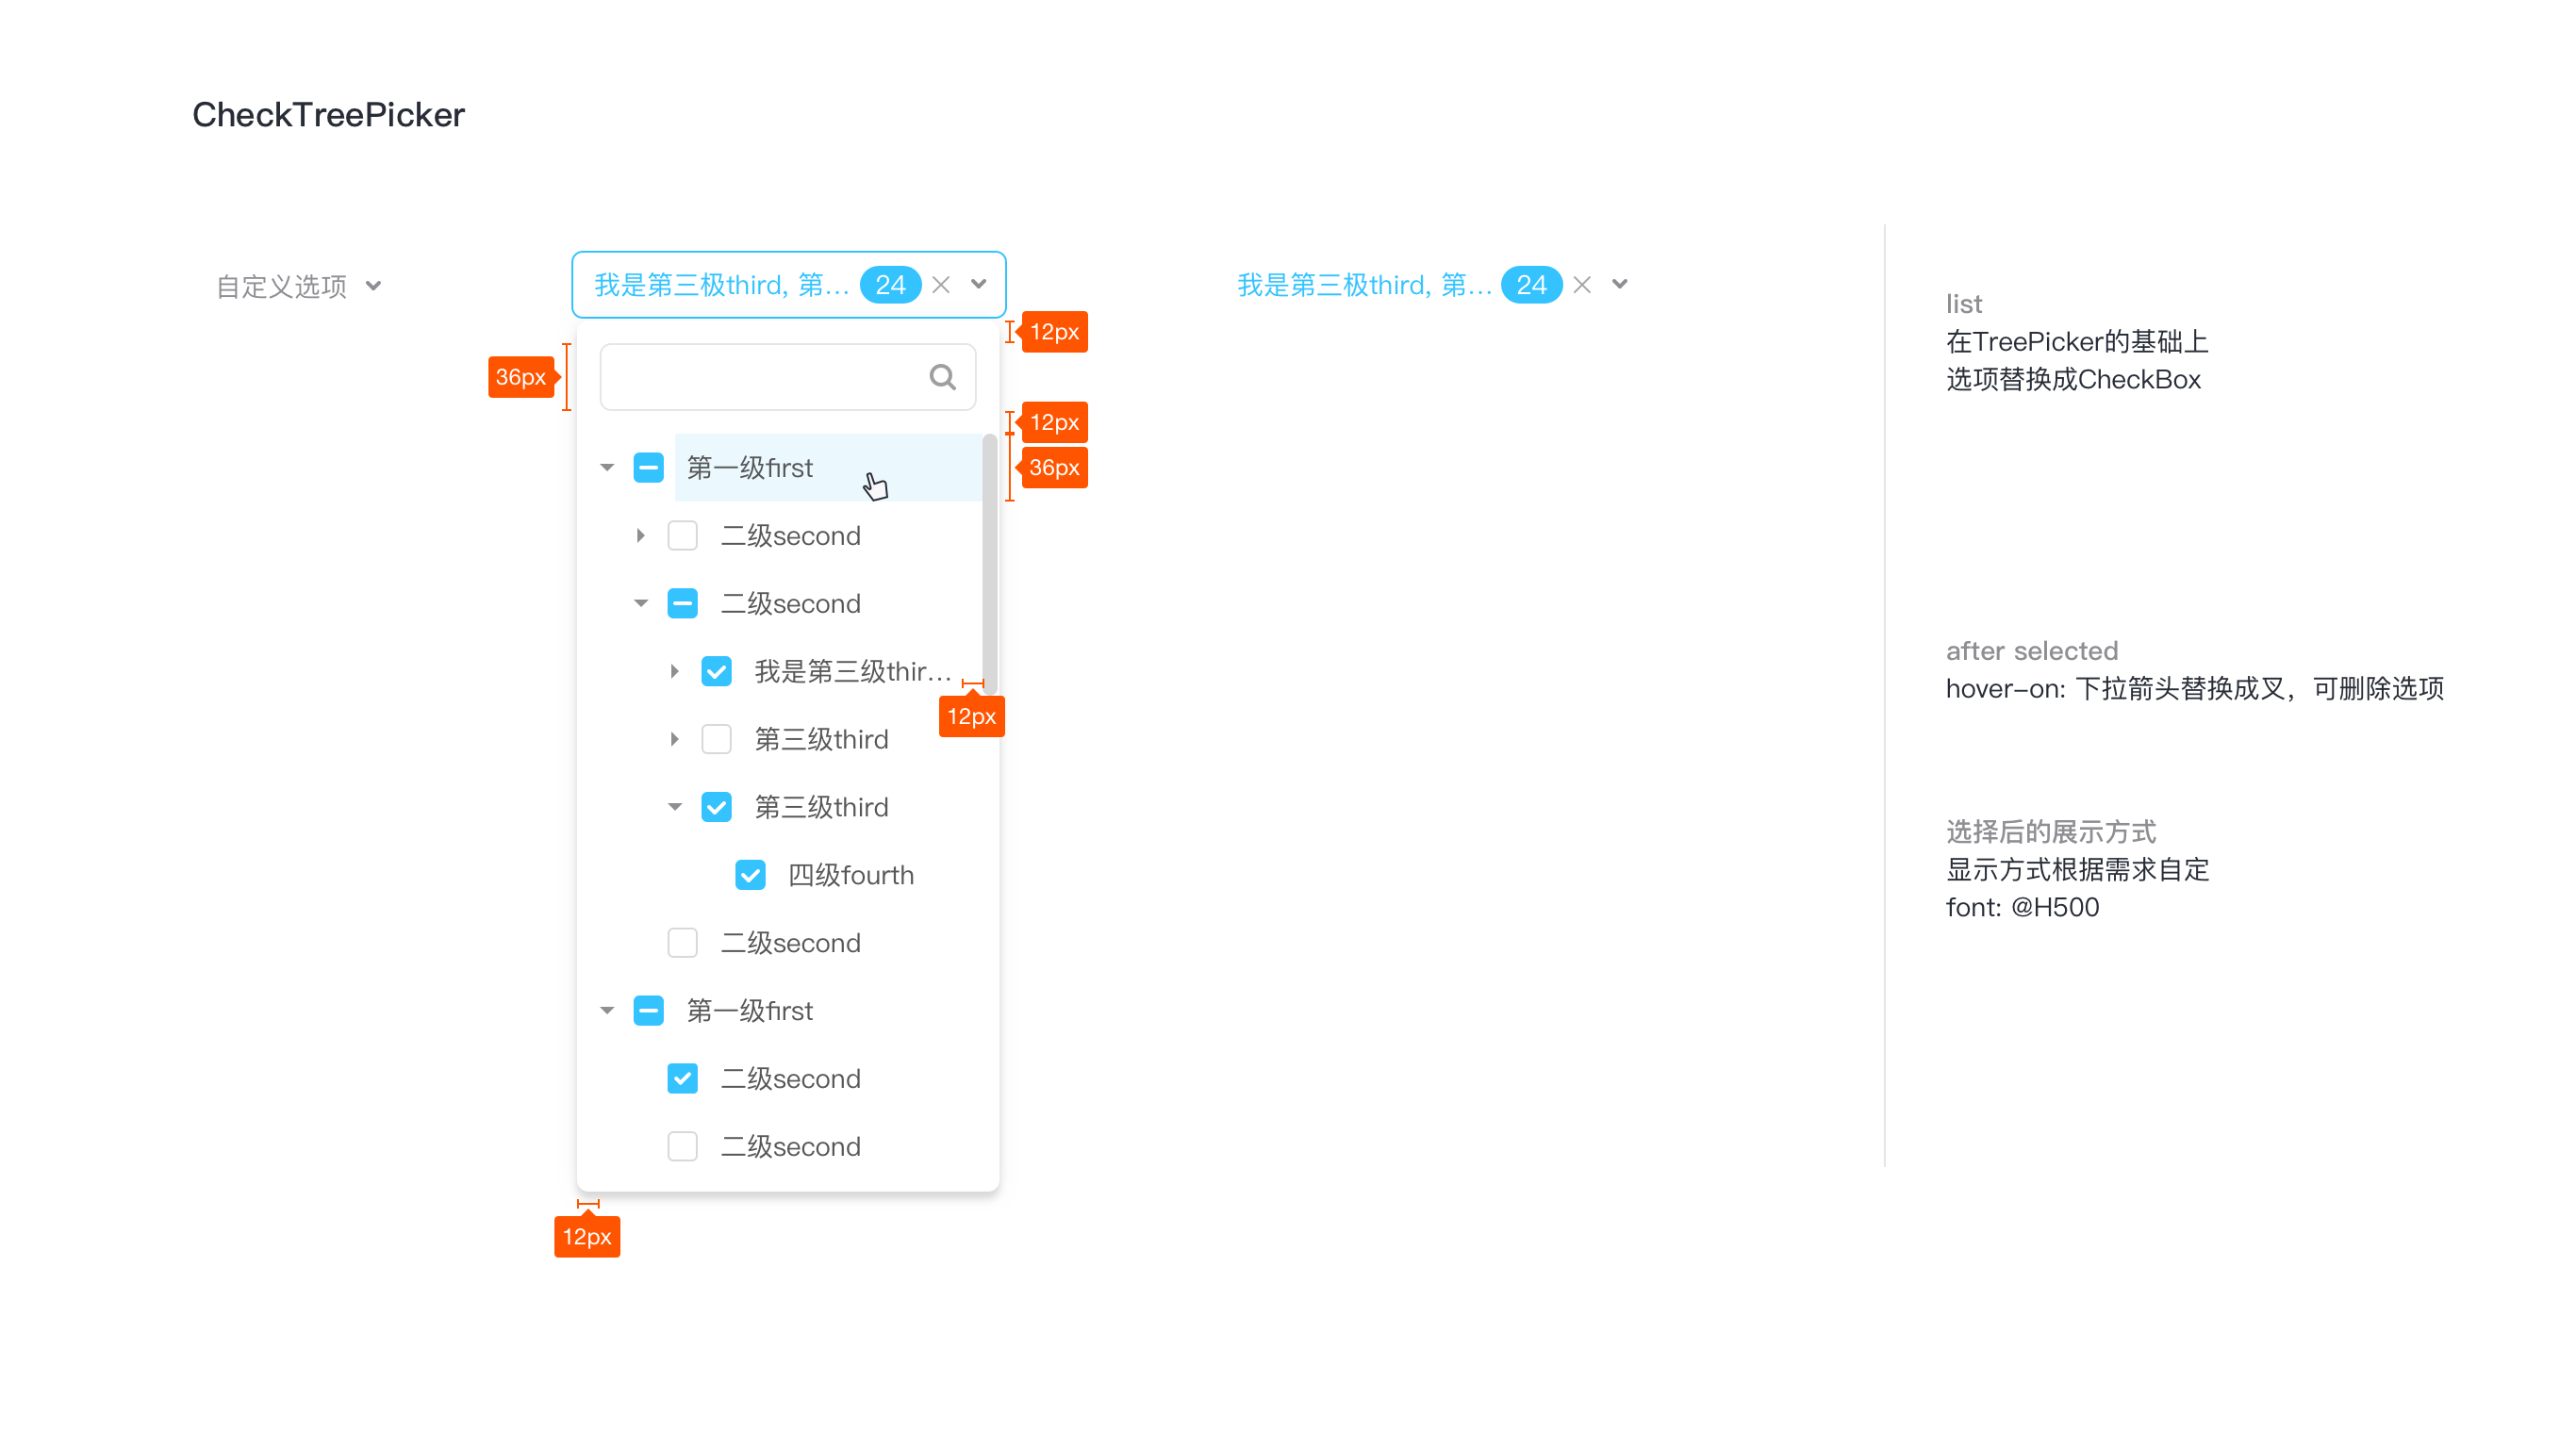 CheckTreePicker
自定义选项
我是第三极third, 第… 24
我是第三极third, 第… 24
12px
36px
12px
第一级first
36px
二级second
二级second
我是第三级thir…
12px
第三级third
第三级third
四级fourth
二级second
第一级first
二级second
二级second
12px
list
在TreePicker的基础上
选项替换成CheckBox
after selected
hover-on: 下拉箭头替换成叉，可删除选项
选择后的展示方式
显示方式根据需求自定
font: @H500